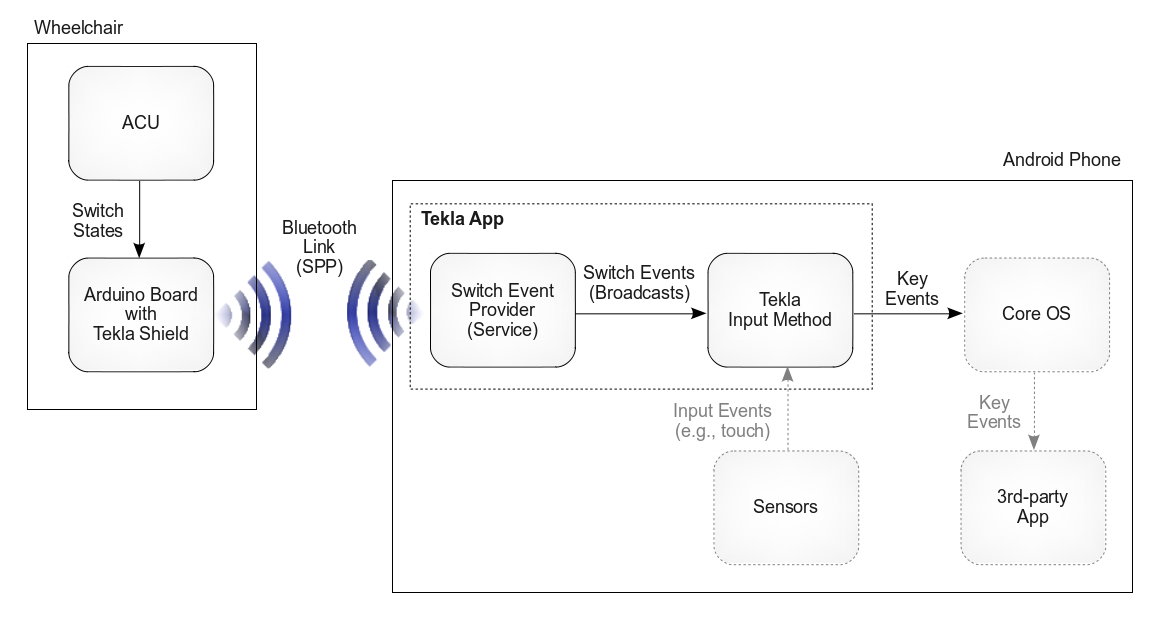 Wheelchair
ACU
Switch
States
Arduino Board
with
Tekla Shield
Bluetooth
Link
(SPP)
Android Phone
Tekla App
Switch Event
Provider
(Service)
Switch Events
(Broadcasts)
Tekla
Input Method
Key
Events
Core OS
Input Events
(e.g., touch)
Key
Events
Sensors
3rd-party
App